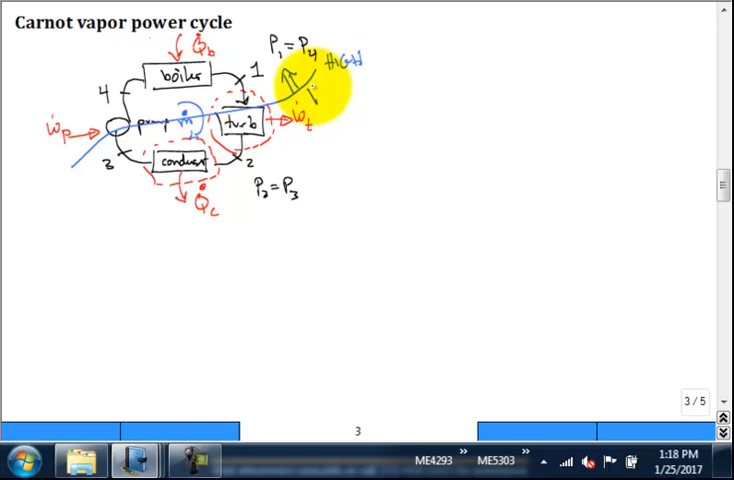 Carnot vapor power cycle
Q̇b
P1 = P4
High
boiler
1
4
Ẇp
pump
ṁ
turb
Ẇt
3
2
Q̇c
P2 = P3
3 / 5
3
ME4293
ME5303
1:18 PM
1/25/2017